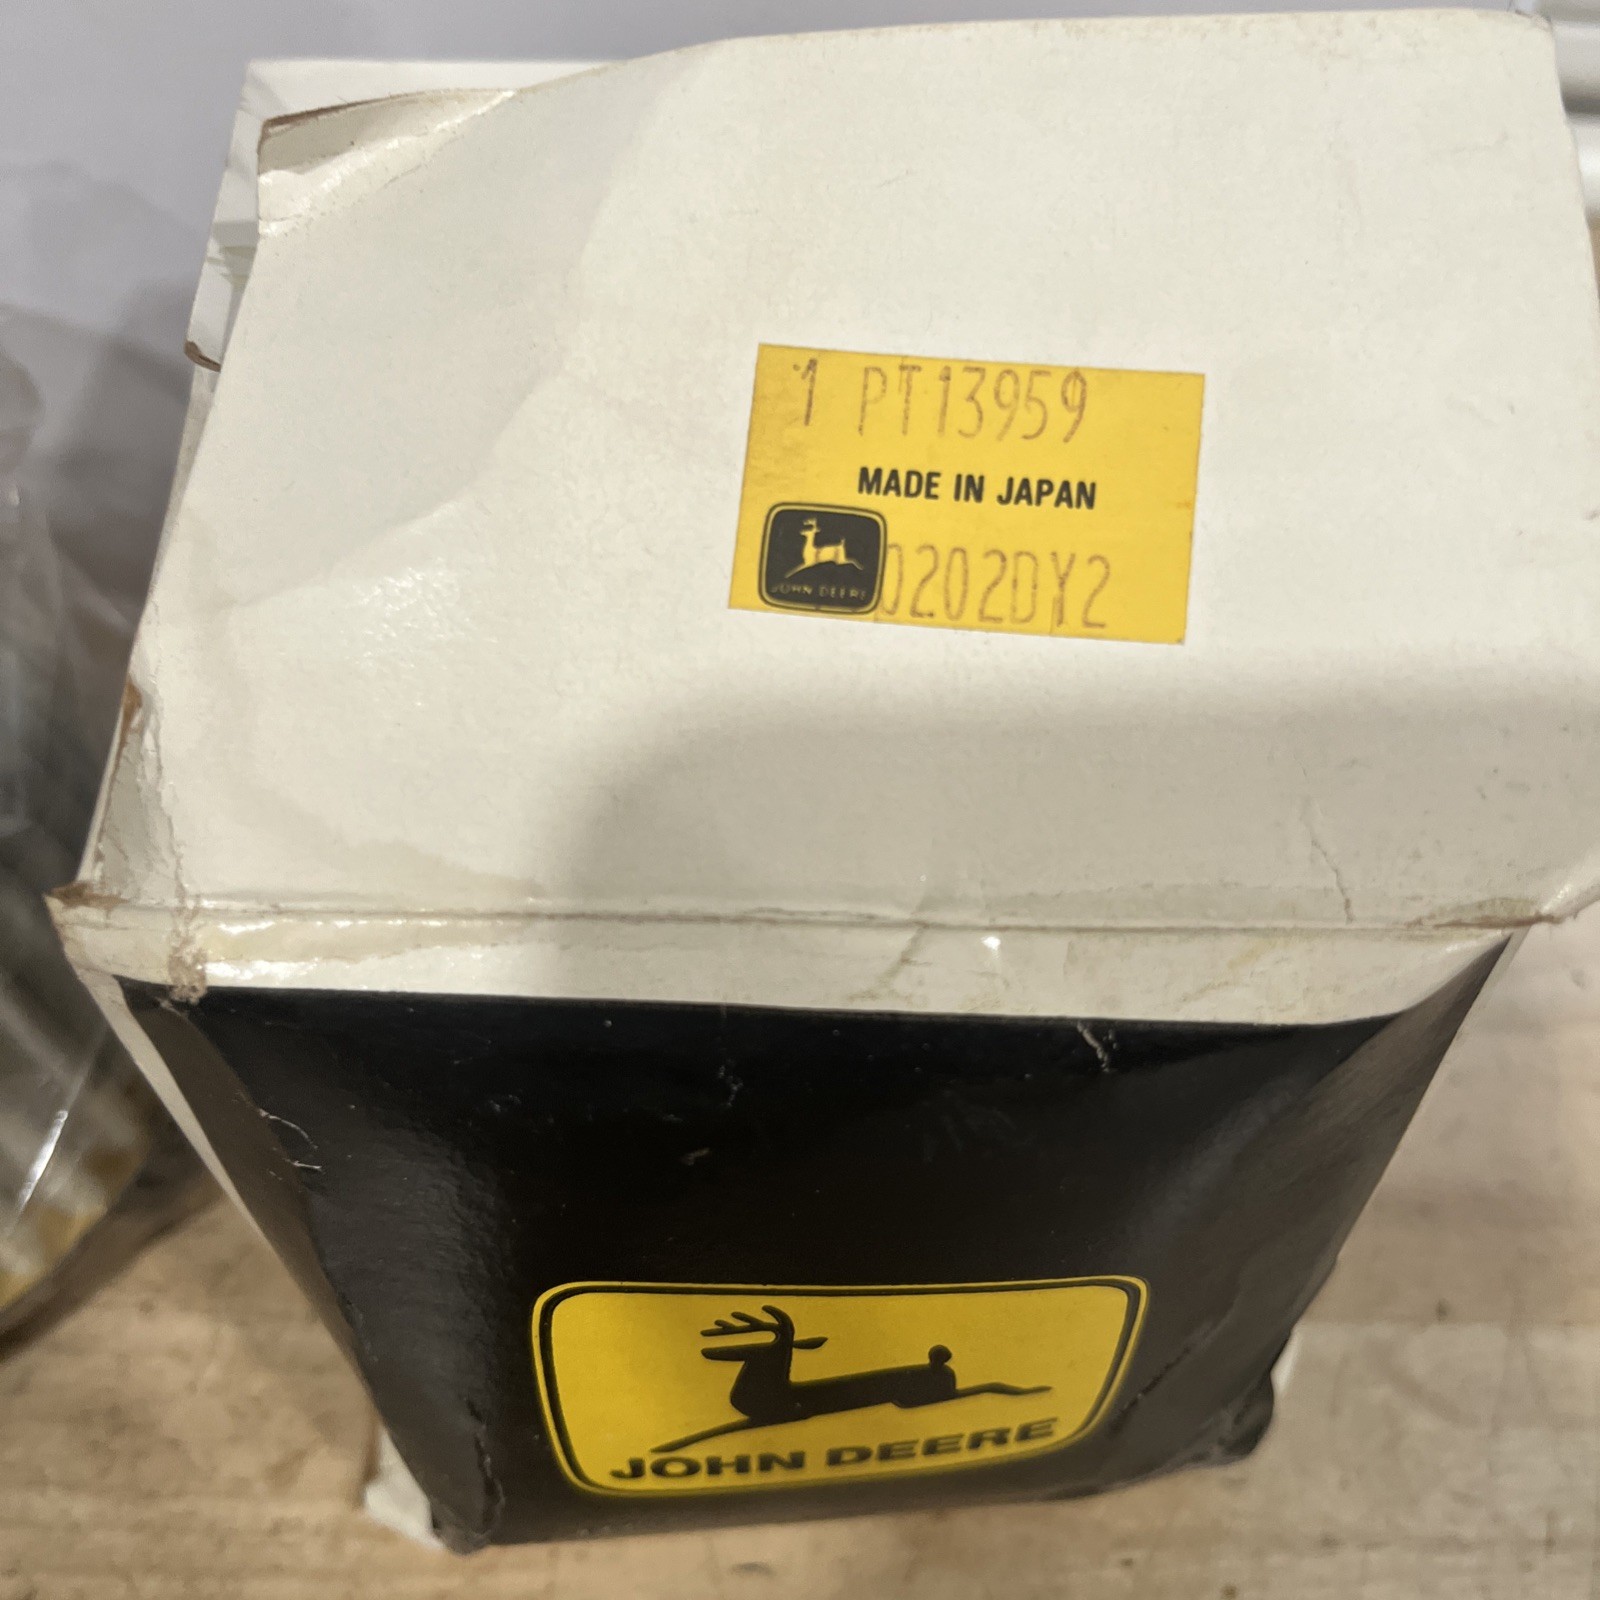 1 PT13959
MADE IN JAPAN
JOHN DEERE
0202DY2
JOHN DEERE